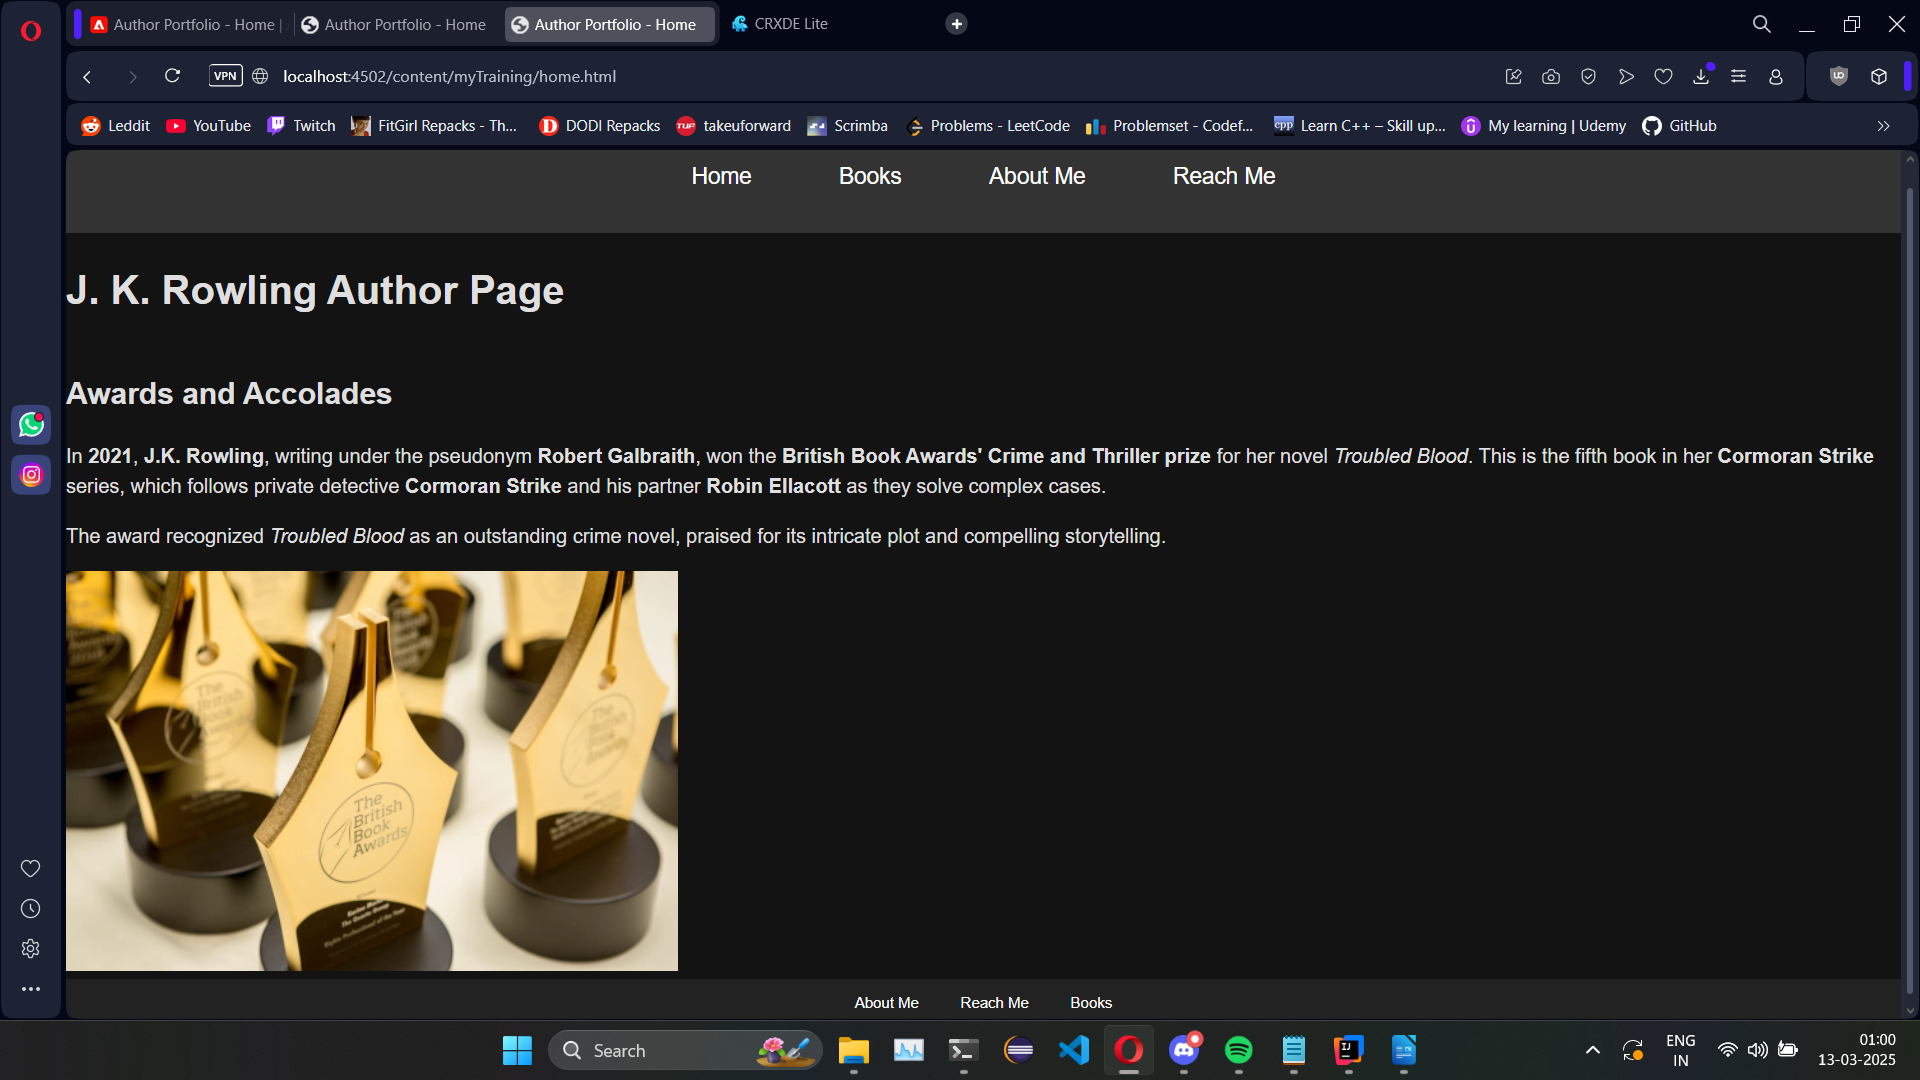 Author Portfolio - Home |
Author Portfolio - Home
Author Portfolio - Home
CRXDE Lite
VPN
localhost:4502/content/myTraining/home.html
Leddit
YouTube
Twitch
FitGirl Repacks - Th...
DODI Repacks
takeuforward
Scrimba
Problems - LeetCode
Problemset - Codef...
Learn C++ – Skill up...
My learning | Udemy
GitHub
Home
Books
About Me
Reach Me
J. K. Rowling Author Page
Awards and Accolades
In 2021, J.K. Rowling, writing under the pseudonym Robert Galbraith, won the British Book Awards' Crime and Thriller prize for her novel Troubled Blood. This is the fifth book in her Cormoran Strike
series, which follows private detective Cormoran Strike and his partner Robin Ellacott as they solve complex cases.
The award recognized Troubled Blood as an outstanding crime novel, praised for its intricate plot and compelling storytelling.
The
British
Book
Awards
The
British
Book
Awards
About Me
Reach Me
Books
Search
ENG
IN
01:00
13-03-2025